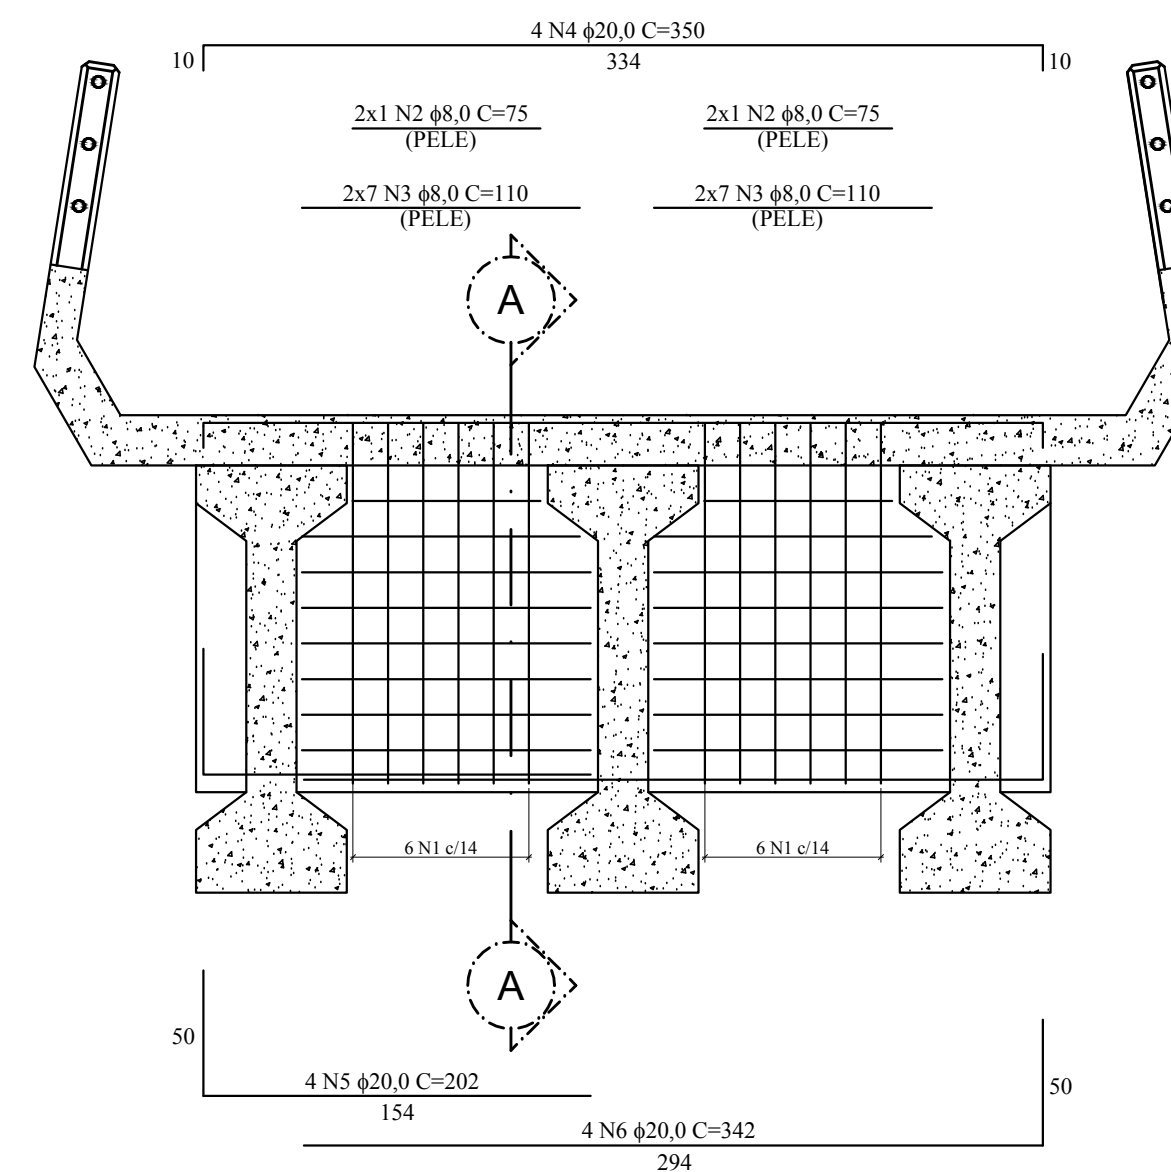 4 N4 ϕ20,0 C=350
10
334
10
2x1 N2 ϕ8,0 C=75
(PELE)
2x1 N2 ϕ8,0 C=75
(PELE)
2x7 N3 ϕ8,0 C=110
(PELE)
2x7 N3 ϕ8,0 C=110
(PELE)
A
6 N1 c/14
6 N1 c/14
A
50
4 N5 ϕ20,0 C=202
154
50
4 N6 ϕ20,0 C=342
294